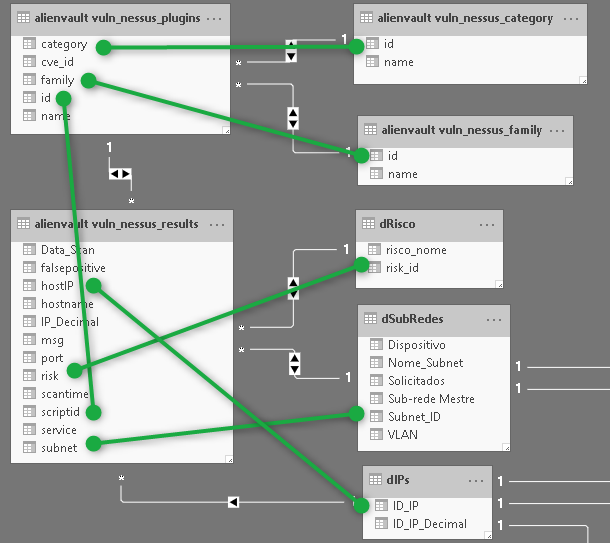 alienvault vuln_nessus_plugins ...
category
cve_id
family
id
name
alienvault vuln_nessus_category ...
id
name
alienvault vuln_nessus_family ...
id
name
alienvault vuln_nessus_results ...
Data_Scan
falsepositive
hostIP
hostname
IP_Decimal
msg
port
risk
scantime
scriptid
service
subnet
dRisco ...
risco_nome
risk_id
dSubRedes ...
Dispositivo
Nome_Subnet
Solicitados
Sub-rede Mestre
Subnet_ID
VLAN
dIPs ...
ID_IP
ID_IP_Decimal
1
*
*
1
1
*
1
*
*
1
1
1
*
1
1
1
1